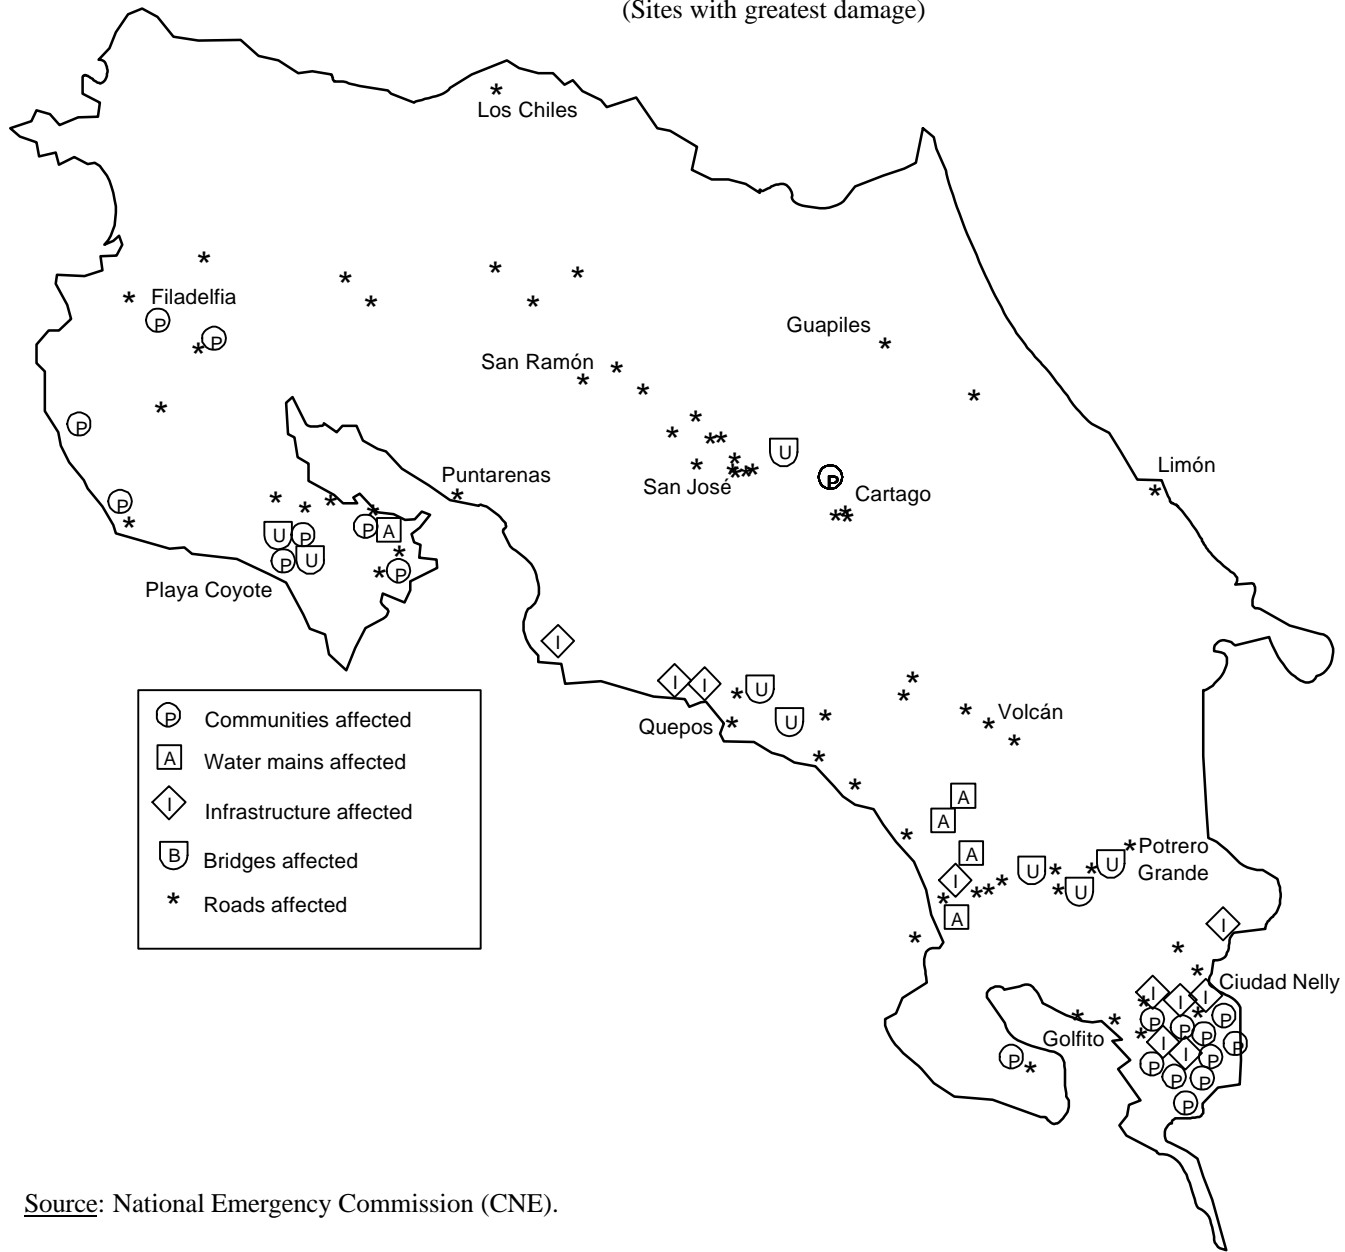 (Sites with greatest damage)
Los Chiles
Filadelfia
P
P
Guapiles
San Ramón
P
U
Puntarenas
Limón
San José
P
Cartago
P
U
P
P
A
P
U
P
Playa Coyote
I
I
I
U
P Communities affected
Quepos
U
Volcán
A Water mains affected
I Infrastructure affected
A
A
B Bridges affected
A
Potrero
Grande
U
U
U
I
Roads affected
A
I
Ciudad Nelly
I
I
I
P
P
P
P
P
Golfito
I
I
P
P
P
P
P
P
Source: National Emergency Commission (CNE).